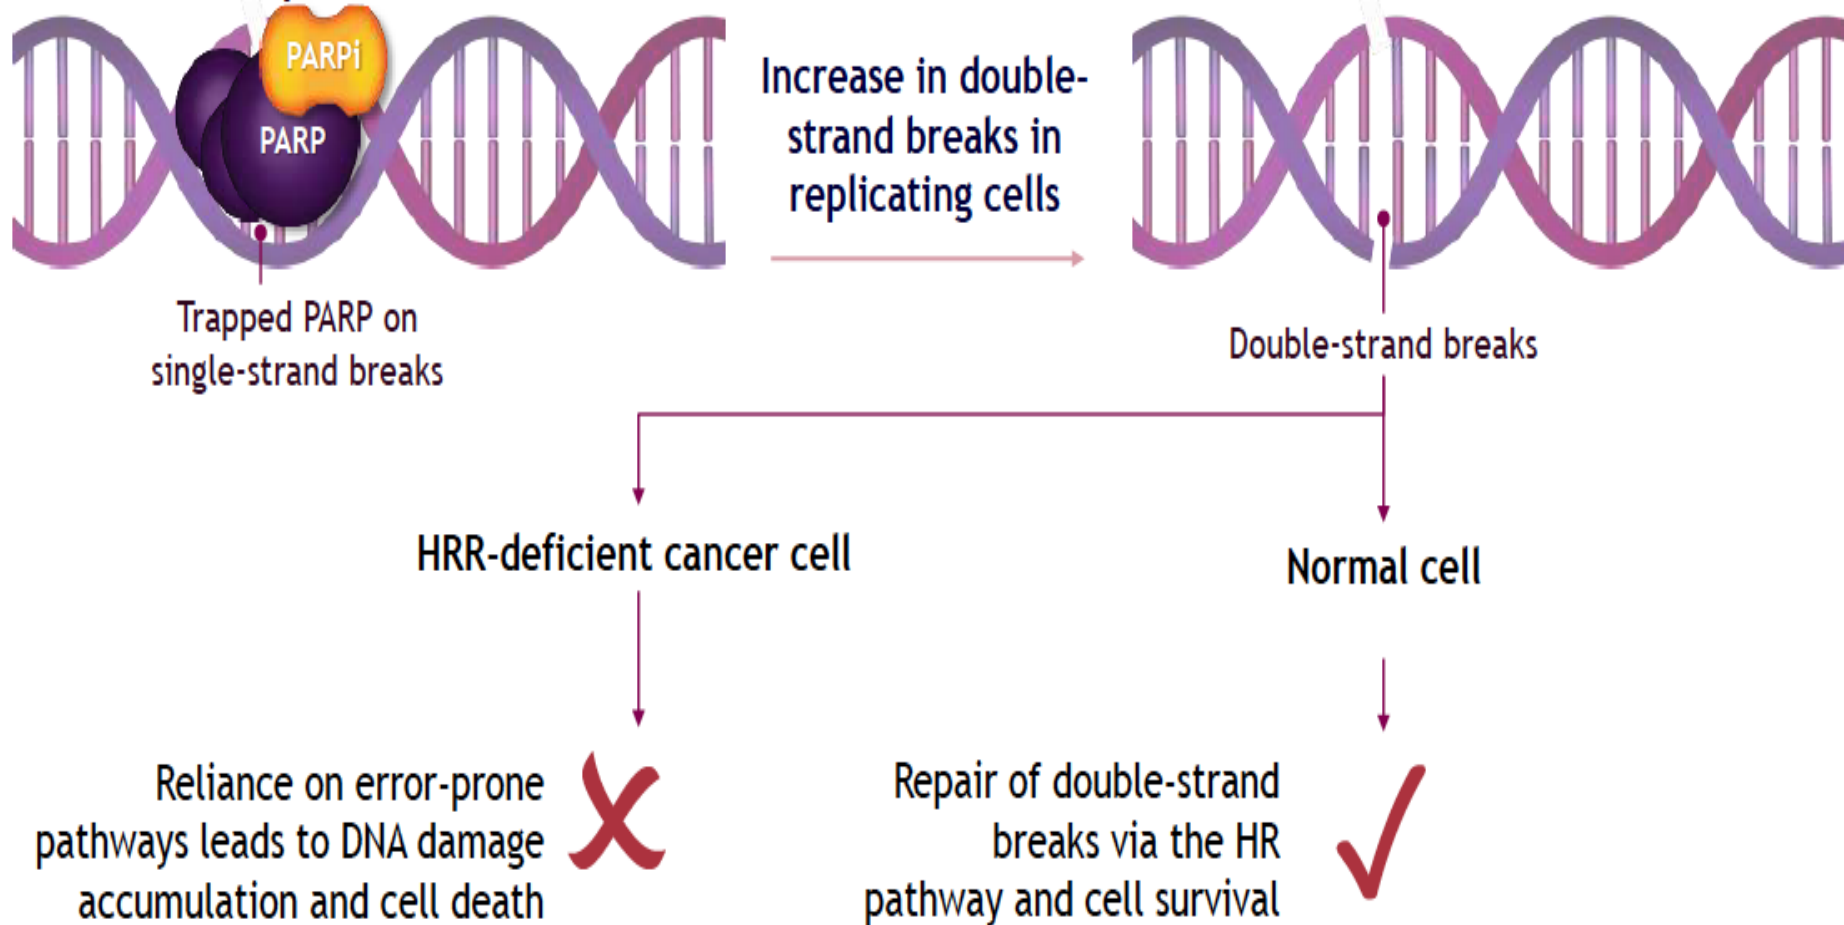 PARPi
PARP
Increase in double-
strand breaks in
replicating cells
Trapped PARP on
single-strand breaks
Double-strand breaks
HRR-deficient cancer cell
Normal cell
Reliance on error-prone
pathways leads to DNA damage
accumulation and cell death
Repair of double-strand
breaks via the HR
pathway and cell survival